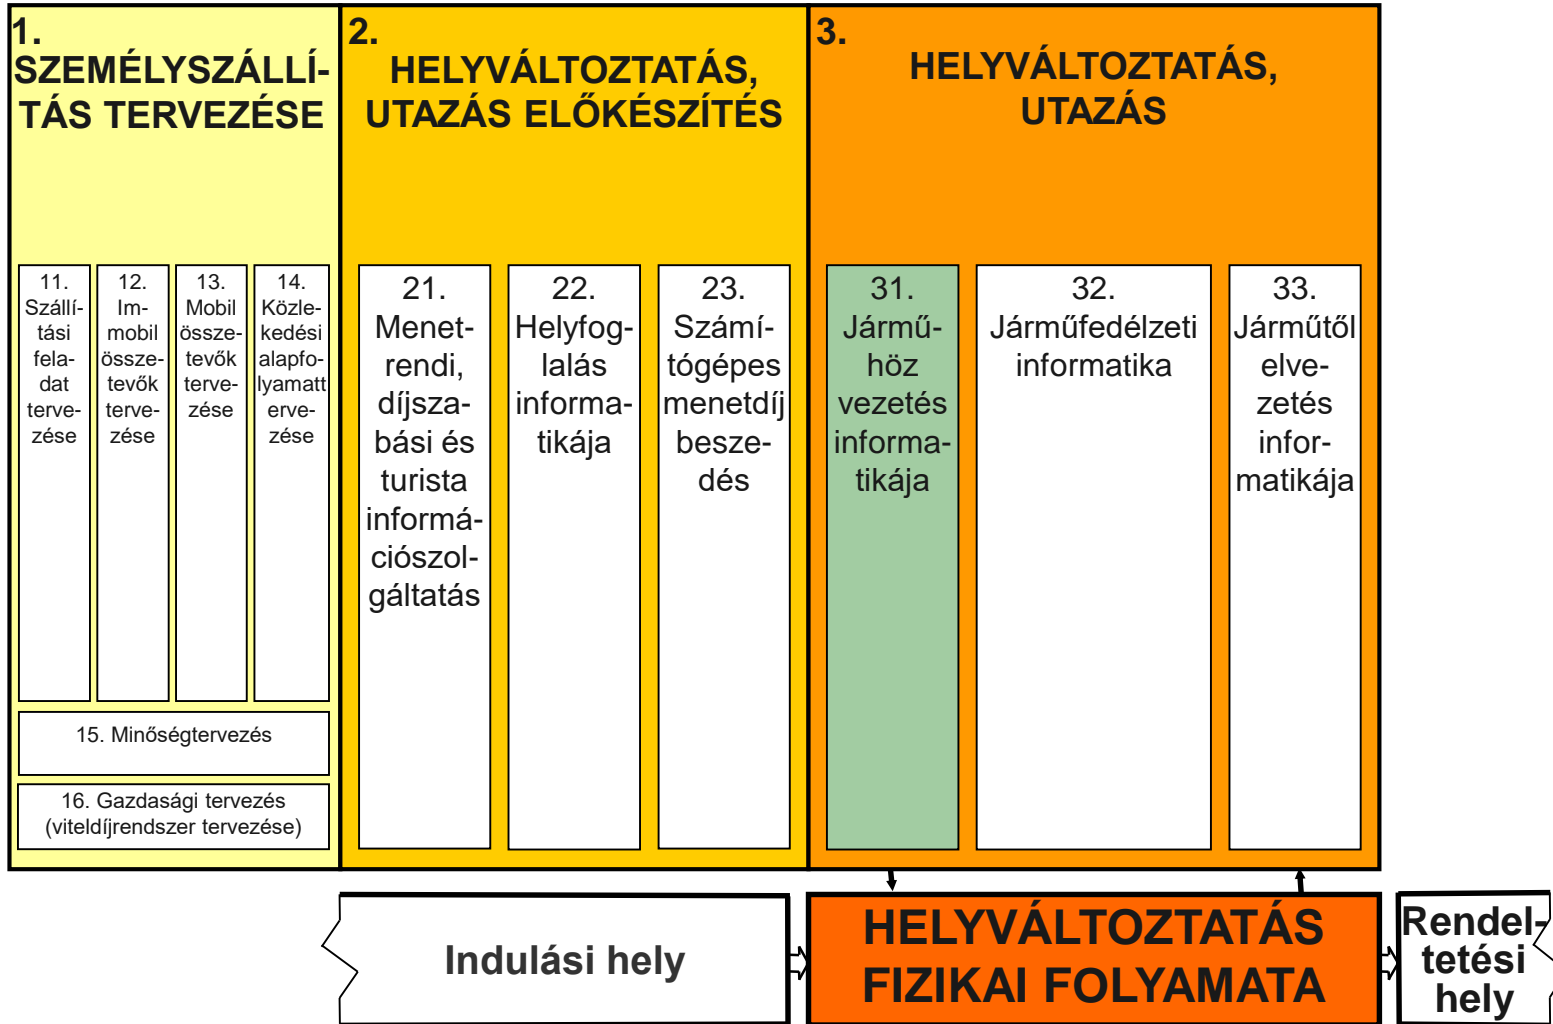 1.
SZEMÉLYSZÁLLÍ-
TÁS TERVEZÉSE
11.
Szállí-
tási
fela-
dat
terve-
zése
12.
Im-
mobil
össze-
tevők
terve-
zése
13.
Mobil
össze-
tevők
terve-
zése
14.
Közle-
kedési
alapfo-
lyamatt
erve-
zése
15. Minőségtervezés
16. Gazdasági tervezés
(viteldíjrendszer tervezése)
2.
HELYVÁLTOZTATÁS,
UTAZÁS ELŐKÉSZÍTÉS
21.
Menet-
rendi,
díjsza-
bási és
turista
informá-
ciószol-
gáltatás
22.
Helyfog-
lalás
informa-
tikája
23.
Számí-
tógépes
menetdíj
besze-
dés
3.
HELYVÁLTOZTATÁS,
UTAZÁS
31.
Jármű-
höz
vezetés
informa-
tikája
32.
Járműfedélzeti
informatika
33.
Járműtől
elve-
zetés
infor-
matikája
Indulási hely
HELYVÁLTOZTATÁS
FIZIKAI FOLYAMATA
Rendel-
tetési
hely